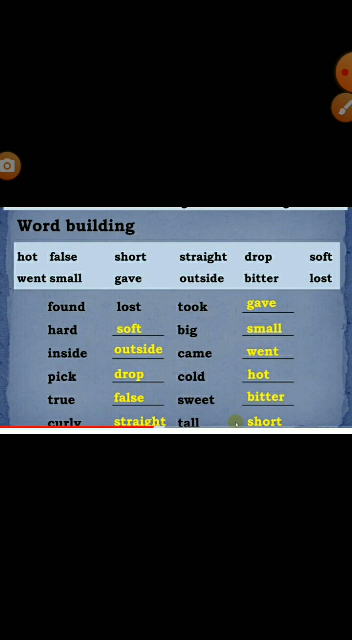 Word building
hot false short straight drop soft
went small gave outside bitter lost
found lost took gave
hard soft big small
inside outside came went
pick drop cold hot
true false sweet bitter
curly straight tall short